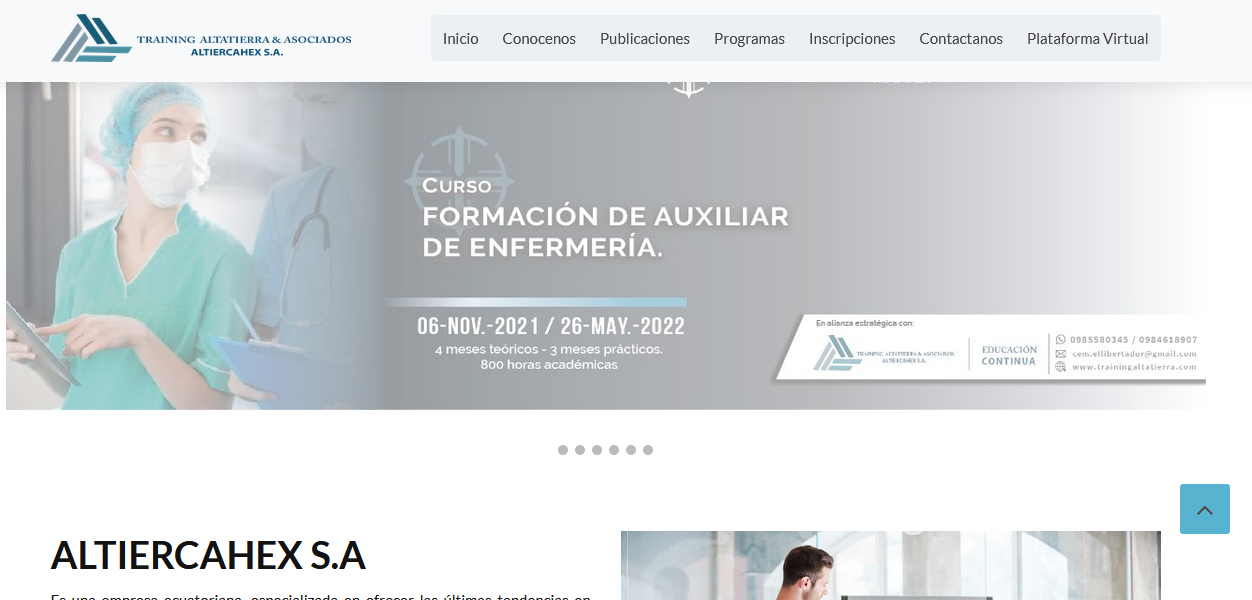 TRAINING ALTATIERRA & ASOCIADOS
ALTIERCAHEX S.A.
Inicio Conocenos Publicaciones Programas Inscripciones Contactanos Plataforma Virtual
CURSO
FORMACIÓN DE AUXILIAR
DE ENFERMERÍA.
06-NOV.-2021 / 26-MAY.-2022
4 meses teóricos - 3 meses prácticos.
800 horas académicas
En alianza estratégica con:
TRAINING ALTATIERRA & ASOCIADOS
ALTIERCAHEX S.A.
EDUCACIÓN
CONTINUA
0985580345 / 0984618907
cem.ellibertador@gmail.com
www.trainingaltatierra.com
ALTIERCAHEX S.A
Es una empresa ecuatoriana, especializada en ofrecer las últimas tendencias en